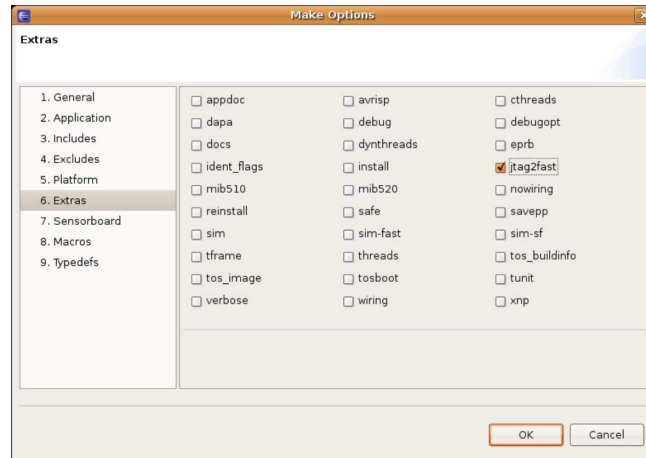 Make Options
Extras
1. General
2. Application
3. Includes
4. Excludes
5. Platform
6. Extras
7. Sensorboard
8. Macros
9. Typedefs
appdoc avrisp cthreads
dapa debug debugopt
docs dynthreads eprb
ident_flags install jtag2fast
mib510 mib520 nowiring
reinstall safe savepp
sim sim-fast sim-sf
tframe threads tos_buildinfo
tos_image tosboot tunit
verbose wiring xnp
OK Cancel